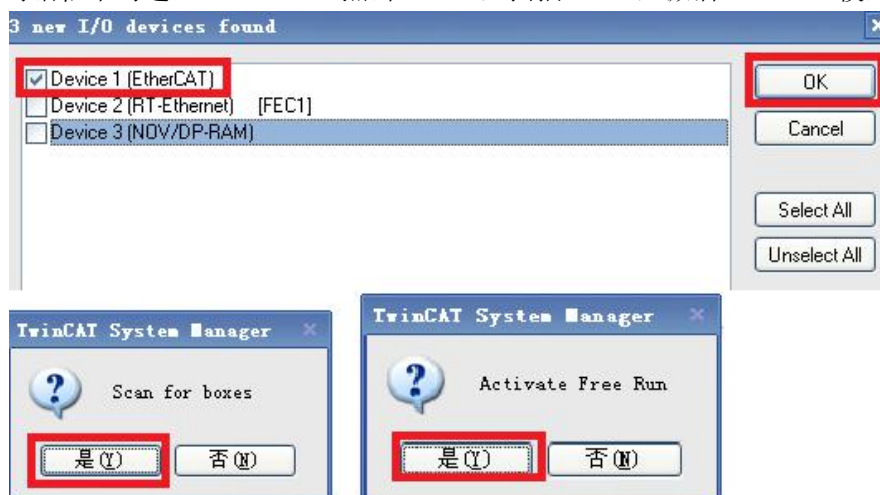 3 new I/O devices found
Device 1 (EtherCAT)
Device 2 (RT-Ethernet) [FEC1]
Device 3 (NOV/DP-RAM)
OK
Cancel
Select All
Unselect All
TwinCAT System Manager
Scan for boxes
是(Y)
否(N)
TwinCAT System Manager
Activate Free Run
是(Y)
否(N)